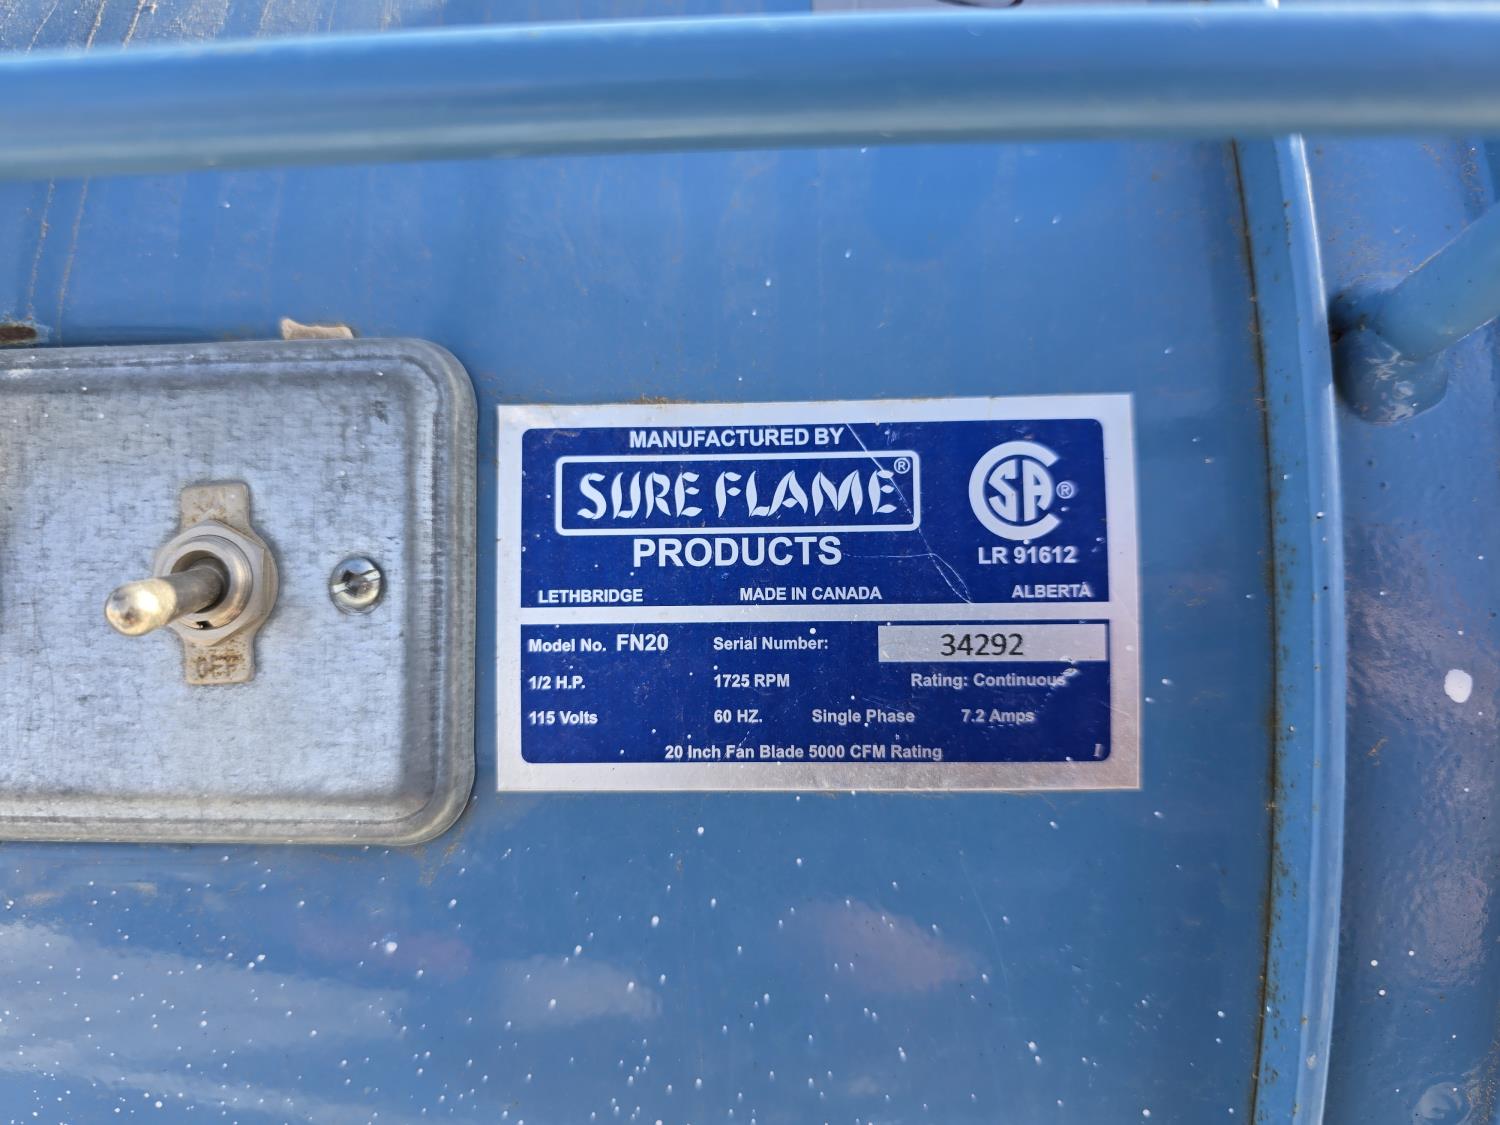 OFF
MANUFACTURED BY
SURE FLAME®
PRODUCTS
CSA®
LR 91612
LETHBRIDGE MADE IN CANADA ALBERTA
Model No. FN20 Serial Number: 34292
1/2 H.P. 1725 RPM Rating: Continuous
115 Volts 60 HZ. Single Phase 7.2 Amps
20 Inch Fan Blade 5000 CFM Rating